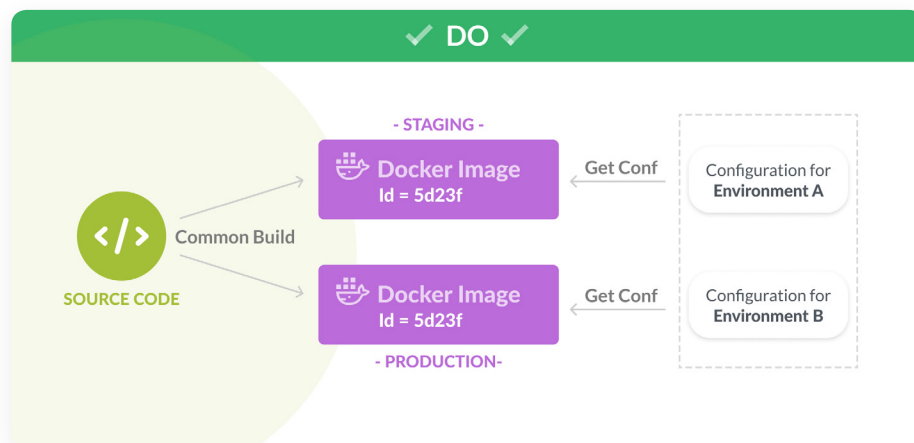 DO
- STAGING -
Docker Image
Id = 5d23f
Get Conf
Configuration for
Environment A
</>
Common Build
SOURCE CODE
Docker Image
Id = 5d23f
Get Conf
Configuration for
Environment B
- PRODUCTION-